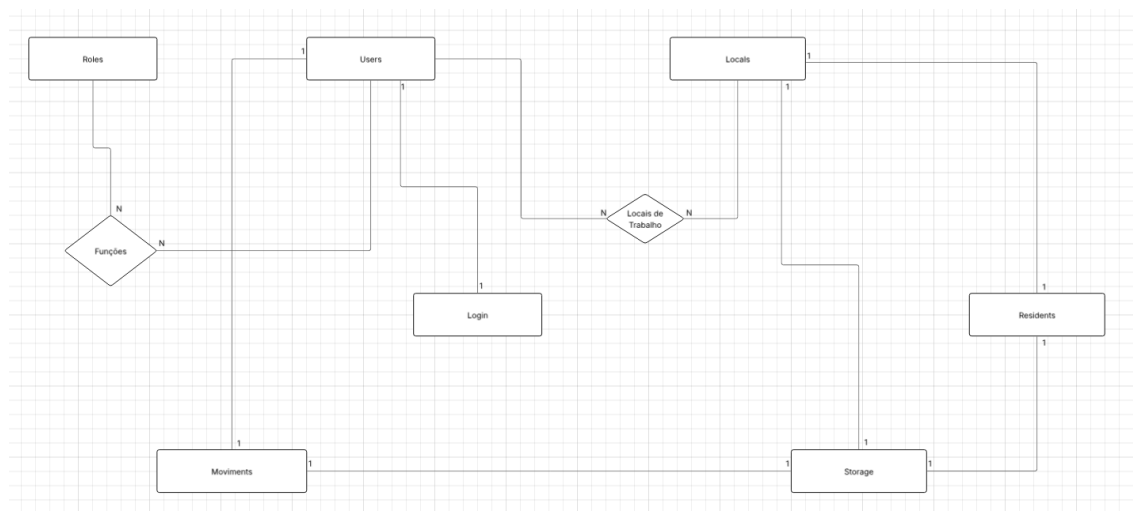 Roles
Users
Locals
1
1
1
1
1
N
N
Funções
N
Locais de
Trabalho
N
1
Login
1
Residents
1
1
Moviments
1
1
1
Storage
1